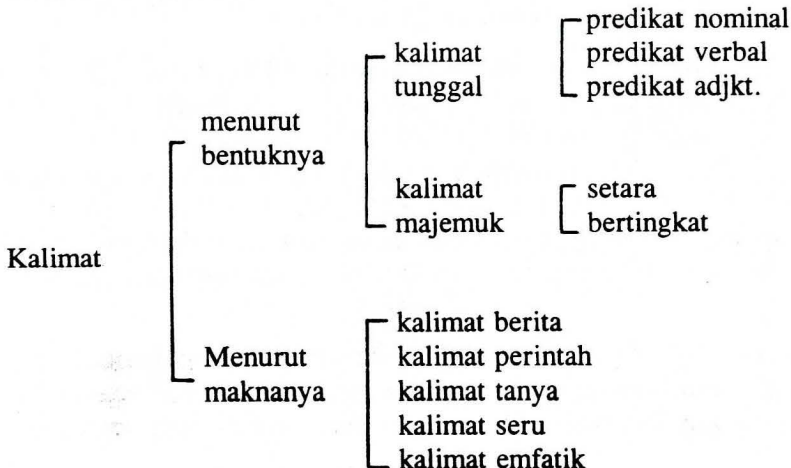 predikat nominal
kalimat predikat verbal
tunggal predikat adjkt.
menurut
bentuknya
kalimat setara
majemuk bertingkat
Kalimat
kalimat berita
Menurut kalimat perintah
maknanya kalimat tanya
kalimat seru
kalimat emfatik